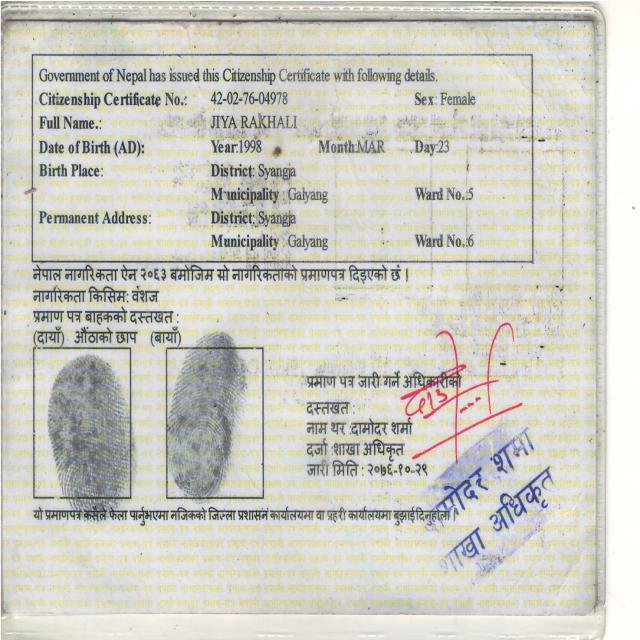 Government of Nepal has issued this Citizenship Certificate with following details.
Citizenship Certificate No.: 42-02-76-04978 Sex: Female
Full Name.: JIYA RAKHALI
Date of Birth (AD): Year:1998 Month:MAR Day:23
Birth Place: District: Syangja
Municipality : Galyang Ward No.:5
Permanent Address: District: Syangja
Municipality : Galyang Ward No.:6
नेपाल नागरिकता ऐन २०६३ बमोजिम यो नागरिकताको प्रमाणपत्र दिइएको छ ।
नागरिकता किसिम: वंशज
प्रमाण पत्र बाहकको दस्तखत :
(दायाँ) औंठाको छाप (बायाँ)
प्रमाण पत्र जारी गर्ने अधिकारीको
दस्तखत :
नाम थर :दामोदर शर्मा
दर्जा :शाखा अधिकृत
जारी मिति : २०७६-१०-२९
दामोदर शर्मा
शाखा अधिकृत
यो प्रमाणपत्र कसैले फेला पार्नुभएमा नजिकको जिल्ला प्रशासन कार्यालयमा वा प्रहरी कार्यालयमा बुझाईदिनुहोला ।